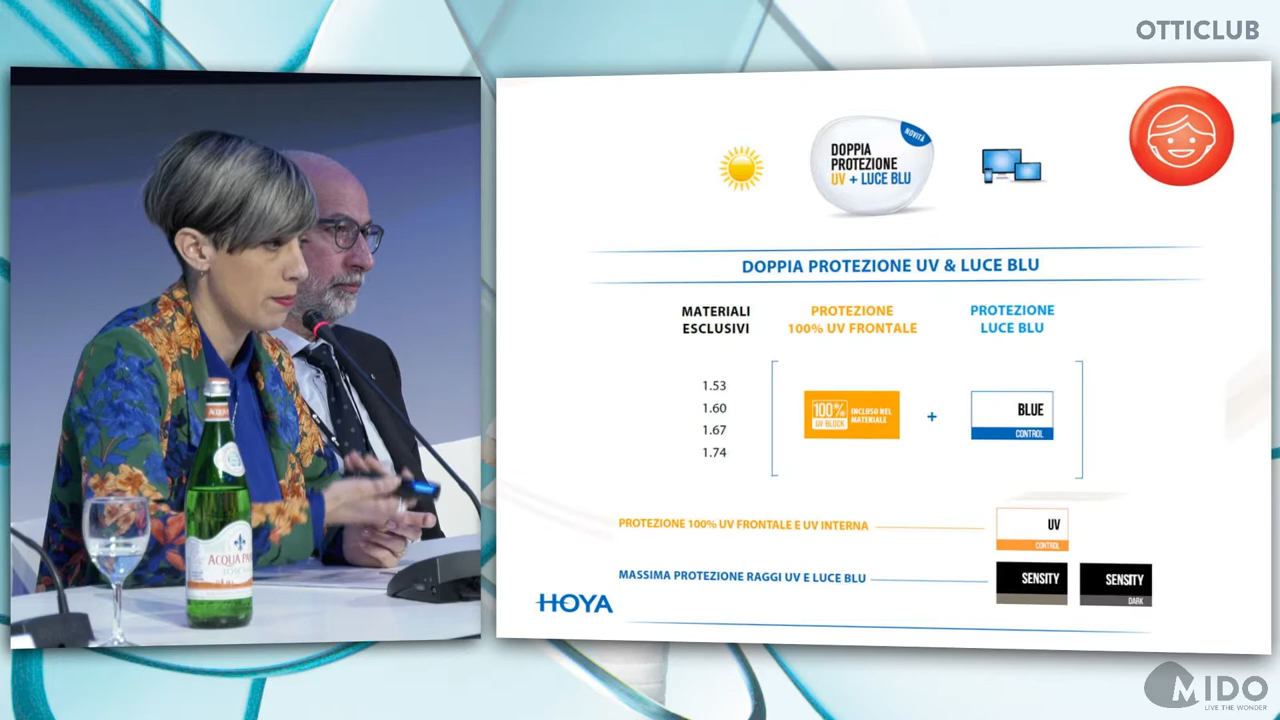 OTTICLUB
NOVITÀ
DOPPIA
PROTEZIONE
UV + LUCE BLU
DOPPIA PROTEZIONE UV & LUCE BLU
MATERIALI
ESCLUSIVI
PROTEZIONE
100% UV FRONTALE
PROTEZIONE
LUCE BLU
1.53
1.60
1.67
1.74
100%
UV BLOCK
INCLUSO NEL
MATERIALE
+
BLUE
CONTROL
PROTEZIONE 100% UV FRONTALE E UV INTERNA
UV
CONTROL
MASSIMA PROTEZIONE RAGGI UV E LUCE BLU
SENSITY
SENSITY
DARK
HOYA
ACQUA
MIDO
LIVE THE WONDER